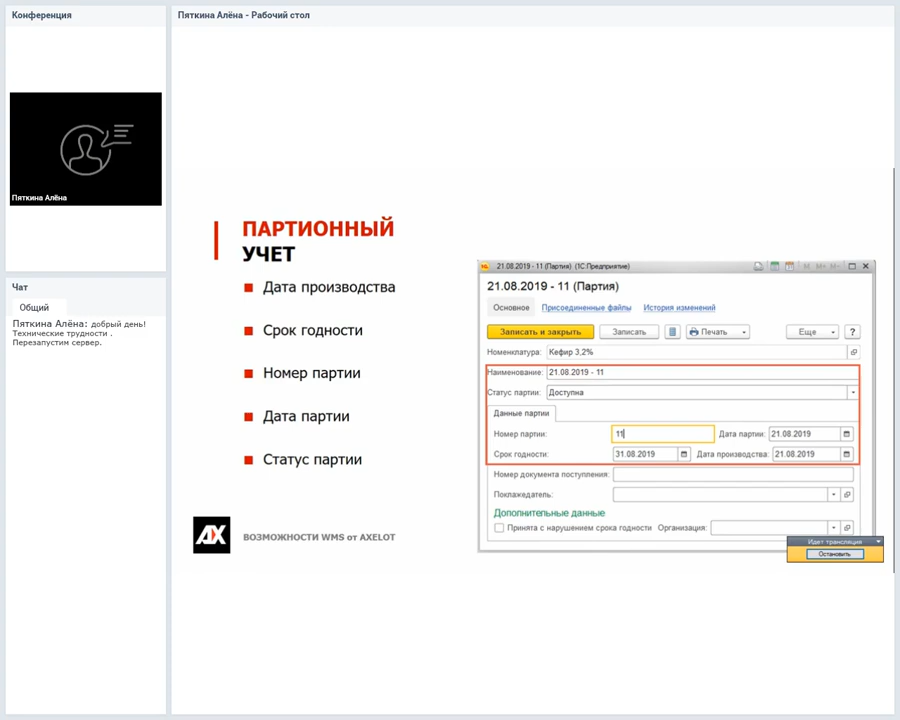 Конференция
Пяткина Алёна
Чат
Общий
Пяткина Алёна: добрый день!
Технические трудности .
Перезапустим сервер.
Пяткина Алёна - Рабочий стол
ПАРТИОННЫЙ
УЧЕТ
Дата производства
Срок годности
Номер партии
Дата партии
Статус партии
AX
ВОЗМОЖНОСТИ WMS от AXELOT
21.08.2019 - 11 (Партия) (1С:Предприятие)
M M+ M-
21.08.2019 - 11 (Партия)
Основное Присоединенные файлы История изменений
Записать и закрыть Записать Печать Еще ?
Номенклатура: Кефир 3,2%
Наименование: 21.08.2019 - 11
Статус партии: Доступна
Данные партии
Номер партии: 11 Дата партии: 21.08.2019
Срок годности: 31.08.2019 Дата производства: 21.08.2019
Номер документа поступления:
Поклажедатель:
Дополнительные данные
Принята с нарушением срока годности Организация:
Идет трансляция
Остановить